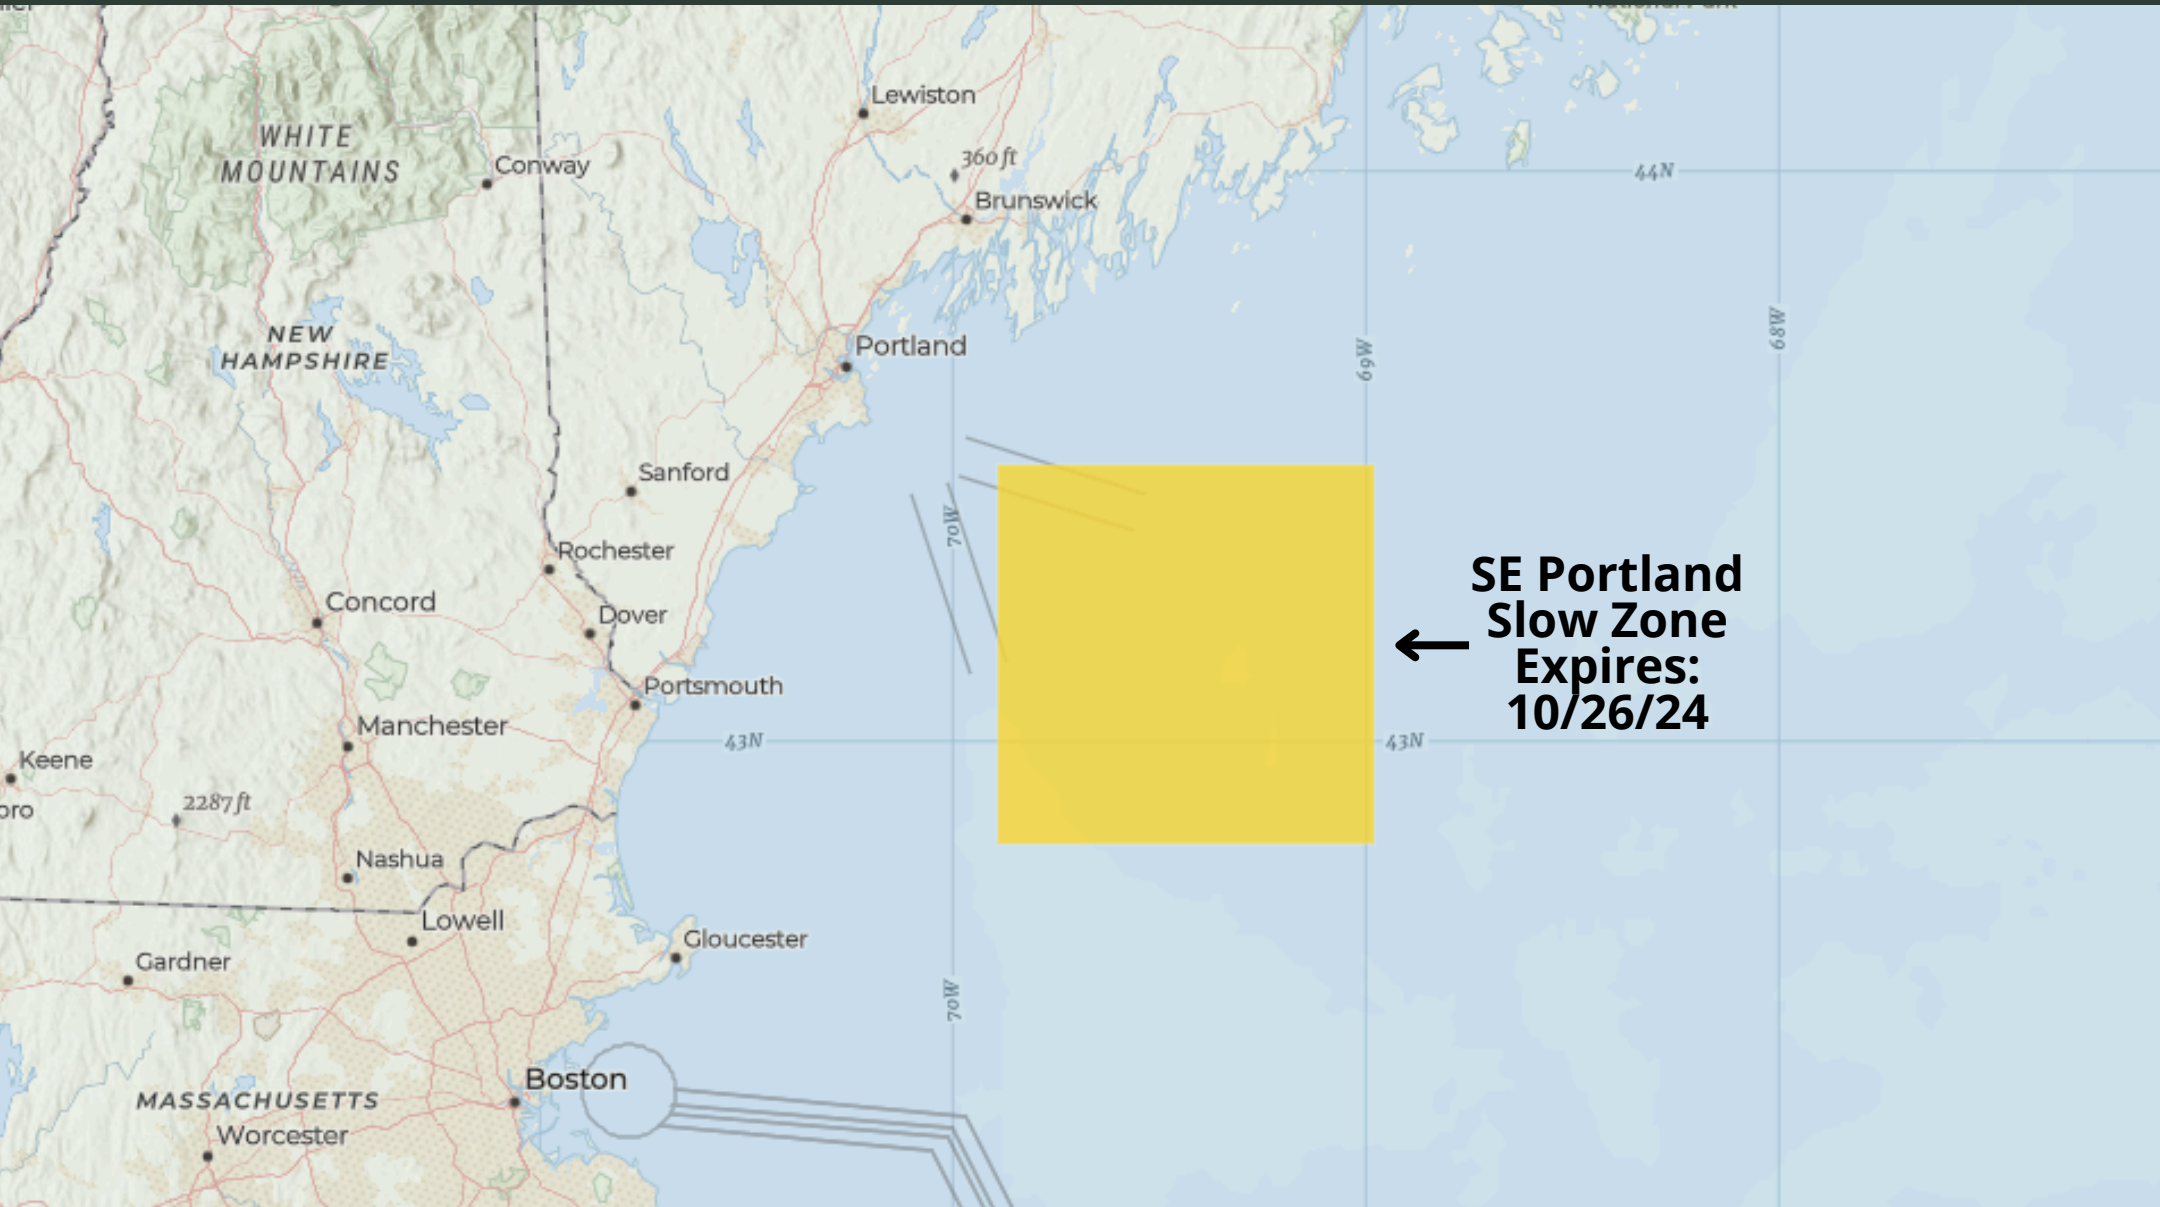 Lewiston
WHITE
MOUNTAINS
360 ft
Conway
44N
Brunswick
68W
NEW
HAMPSHIRE
Portland
69W
Sanford
70W
Rochester
SE Portland
Slow Zone
Expires:
10/26/24
Concord
Dover
Portsmouth
Manchester
43N
43N
Keene
2287 ft
oro
Nashua
Lowell
Gloucester
Gardner
70W
Boston
MASSACHUSETTS
Worcester